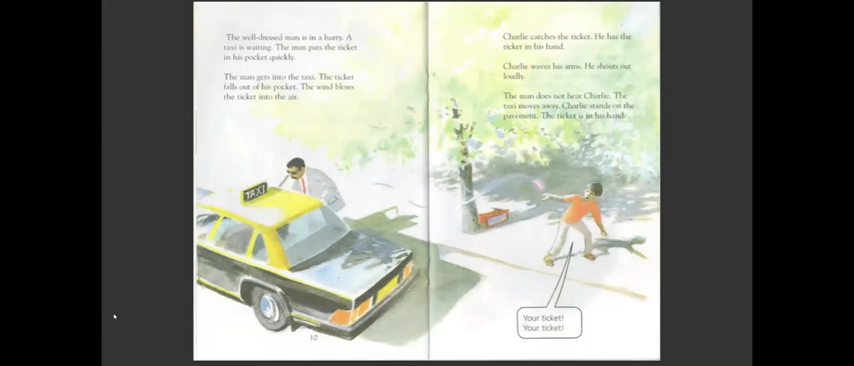 The well-dressed man is in a hurry. A
taxi is waiting. The man puts the ticket
in his pocket quickly.
The man gets into the taxi. The ticket
falls out of his pocket. The wind blows
the ticket into the air.
TAXI
10
Charlie catches the ticket. He has the
ticket in his hand.
Charlie waves his arms. He shouts out
loudly.
The man does not hear Charlie. The
taxi moves away. Charlie stands on the
pavement. The ticket is in his hand.
Your ticket!
Your ticket!